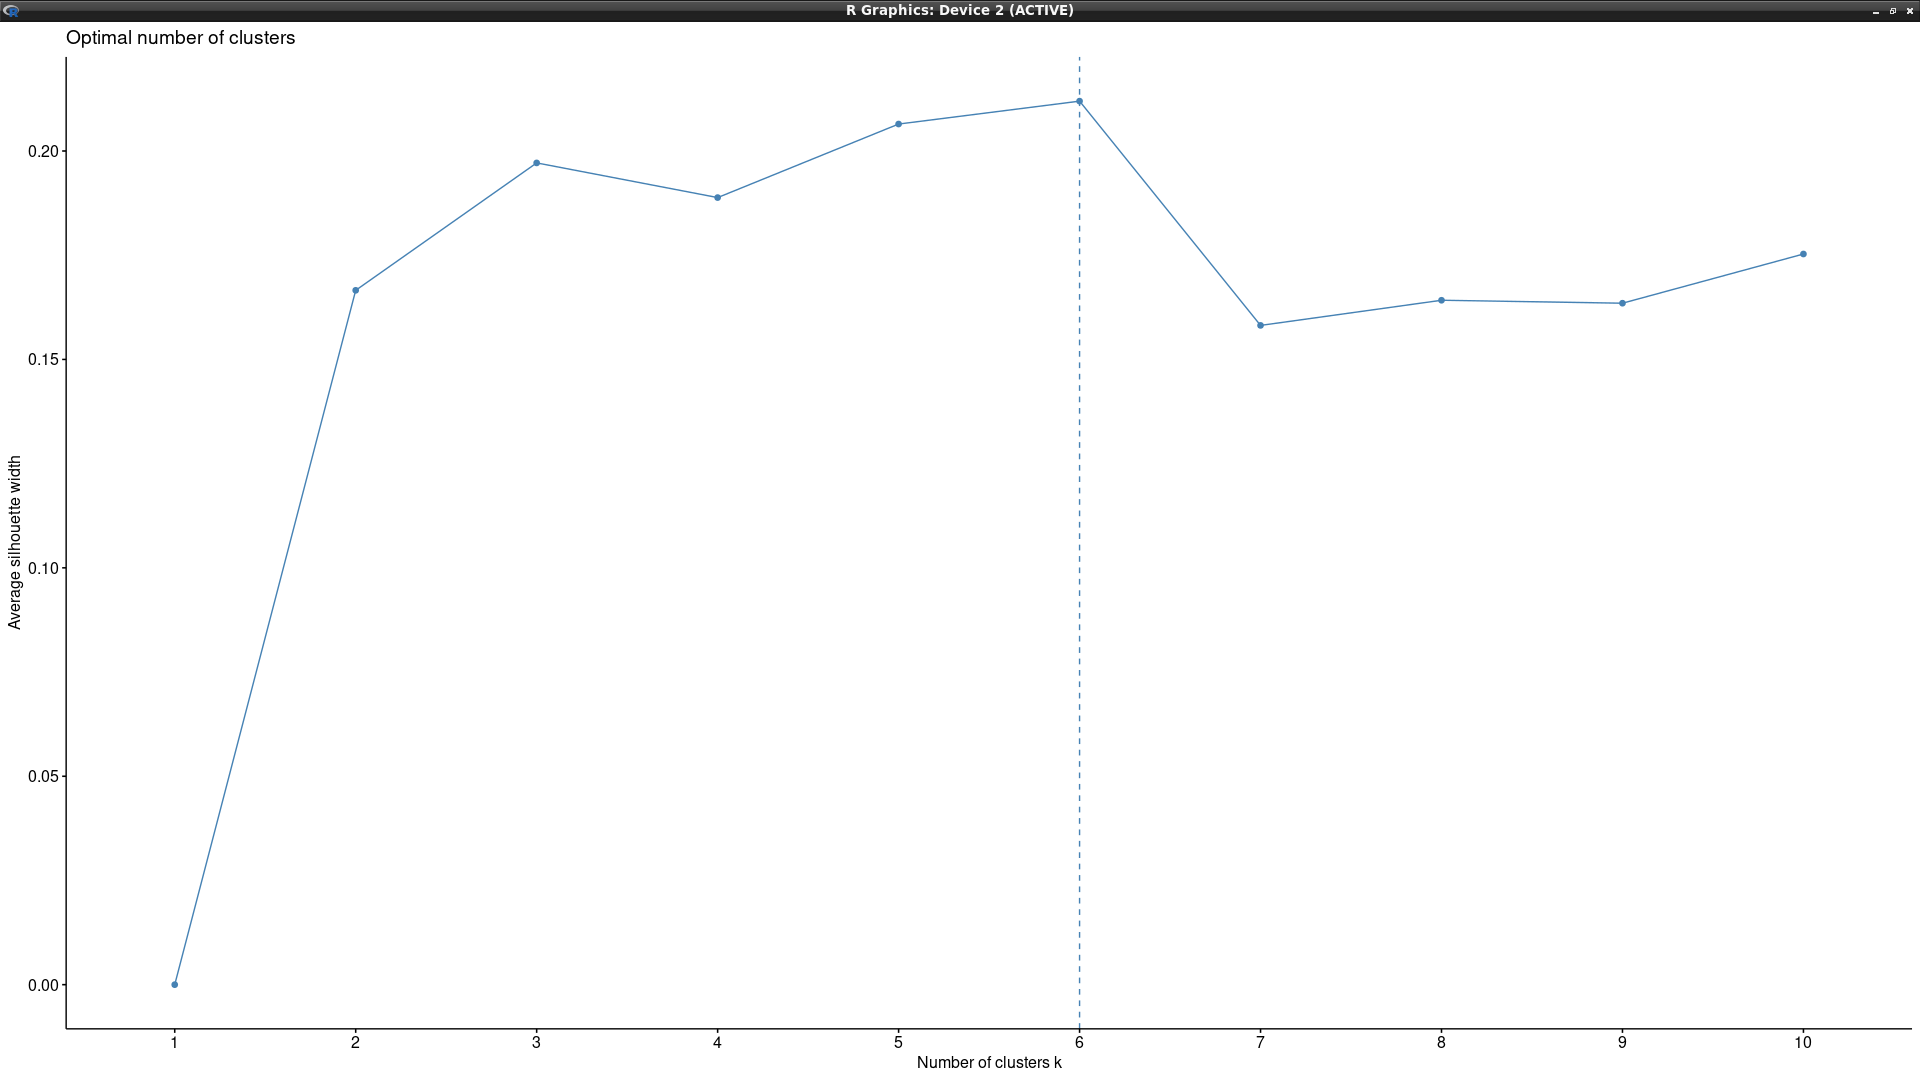 R Graphics: Device 2 (ACTIVE)
Optimal number of clusters
0.20
0.15
0.10
0.05
0.00
Average silhouette width
1 2 3 4 5 6 7 8 9 10
Number of clusters k